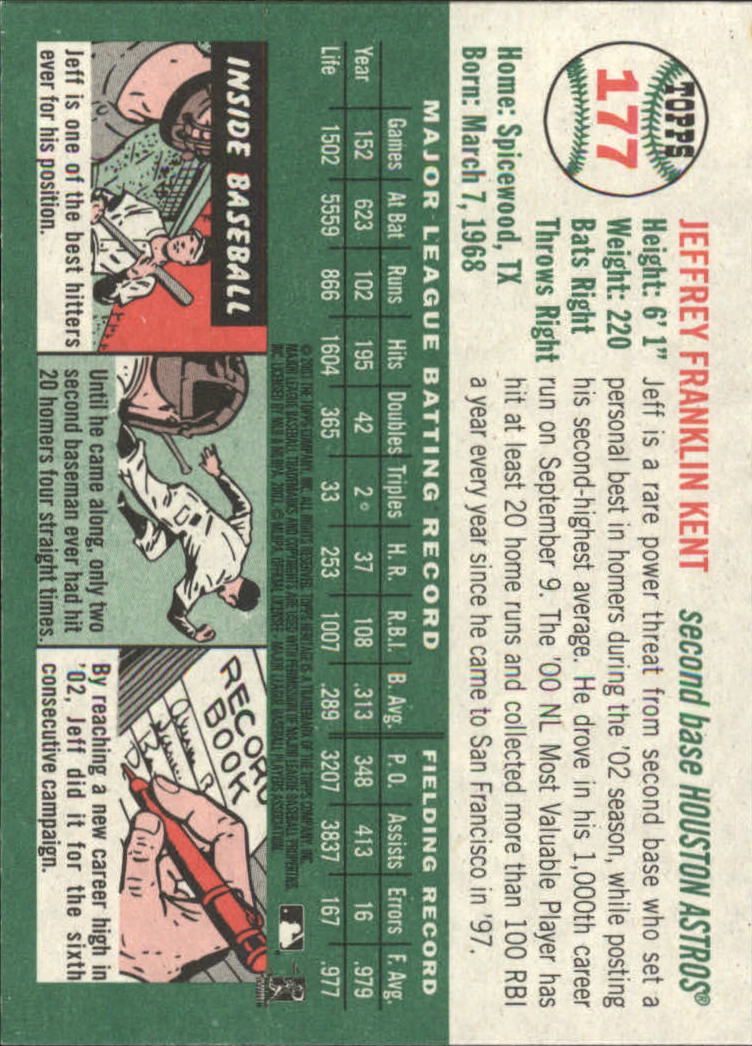 TOPPS
177
JEFFREY FRANKLIN KENT second base HOUSTON ASTROS®
Height: 6' 1"
Weight: 220
Bats Right
Throws Right
Home: Spicewood, TX
Born: March 7, 1968
Jeff is a rare power threat from second base who set a
personal best in homers during the '02 season, while posting
his second-highest average. He drove in his 1,000th career
run on September 9. The '00 NL Most Valuable Player has
hit at least 20 home runs and collected more than 100 RBI
a year every year since he came to San Francisco in '97.
MAJOR LEAGUE BATTING RECORD FIELDING RECORD
Games At Bat Runs Hits Doubles Triples H. R. R.B.I. B. Avg. P. O. Assists Errors F. Avg.
Year 152 623 102 195 42 2 37 108 .313 348 413 16 .979
Life 1502 5559 866 1604 365 33 253 1007 .289 3207 3837 167 .977
INSIDE BASEBALL
Jeff is one of the best hitters
ever for his position.
Until he came along, only two
second baseman ever had hit
20 homers four straight times.
RECORD
BOOK
By reaching a new career high in
'02, Jeff did it for the sixth
consecutive campaign.